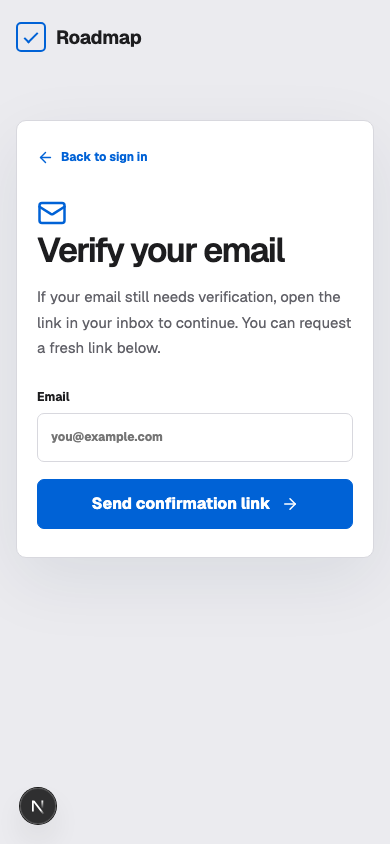 Roadmap
Back to sign in
Verify your email
If your email still needs verification, open the
link in your inbox to continue. You can request
a fresh link below.
Email
you@example.com
Send confirmation link
N